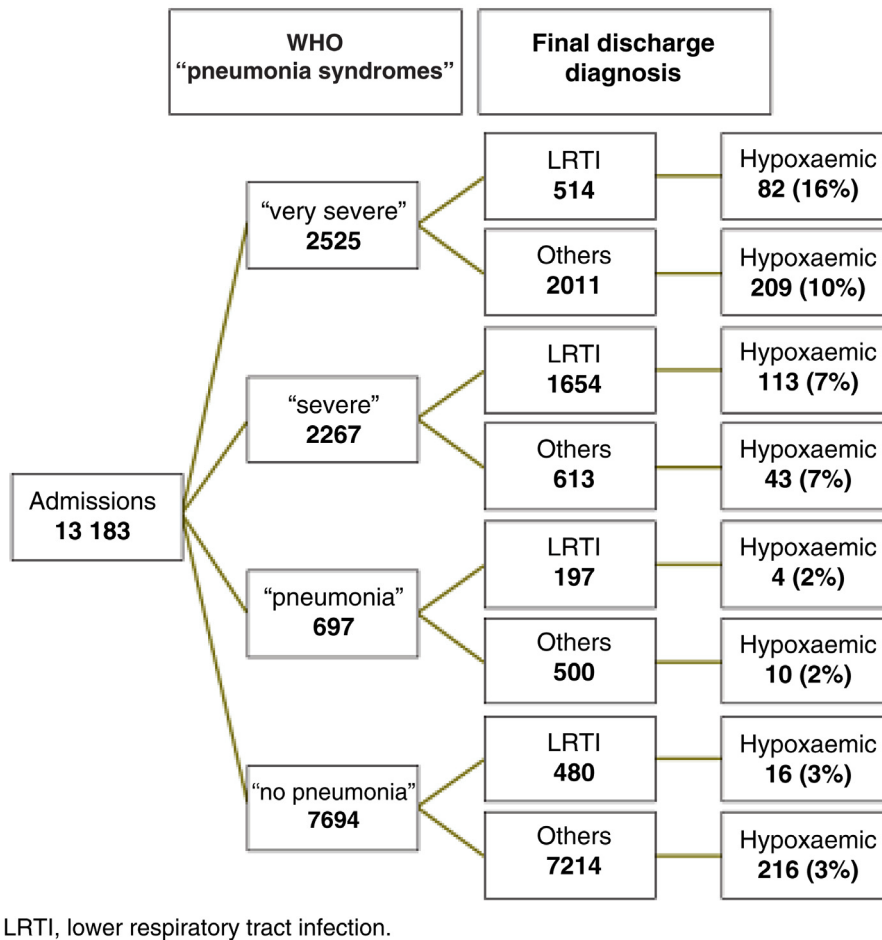 WHO
“pneumonia syndromes”
Final discharge
diagnosis
Admissions
13 183
“very severe”
2525
LRTI
514
Hypoxaemic
82 (16%)
Others
2011
Hypoxaemic
209 (10%)
“severe”
2267
LRTI
1654
Hypoxaemic
113 (7%)
Others
613
Hypoxaemic
43 (7%)
“pneumonia”
697
LRTI
197
Hypoxaemic
4 (2%)
Others
500
Hypoxaemic
10 (2%)
“no pneumonia”
7694
LRTI
480
Hypoxaemic
16 (3%)
Others
7214
Hypoxaemic
216 (3%)
LRTI, lower respiratory tract infection.